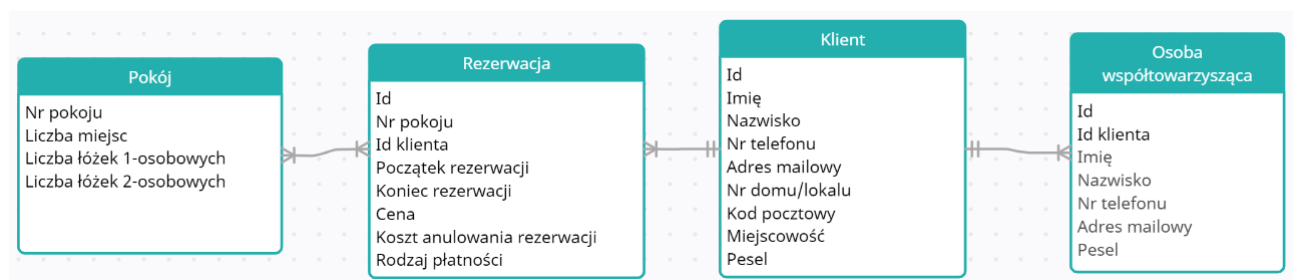 Pokój
Nr pokoju
Liczba miejsc
Liczba łóżek 1-osobowych
Liczba łóżek 2-osobowych
Rezerwacja
Id
Nr pokoju
Id klienta
Początek rezerwacji
Koniec rezerwacji
Cena
Koszt anulowania rezerwacji
Rodzaj płatności
Klient
Id
Imię
Nazwisko
Nr telefonu
Adres mailowy
Nr domu/lokalu
Kod pocztowy
Miejscowość
Pesel
Osoba
współtowarzysząca
Id
Id klienta
Imię
Nazwisko
Nr telefonu
Adres mailowy
Pesel